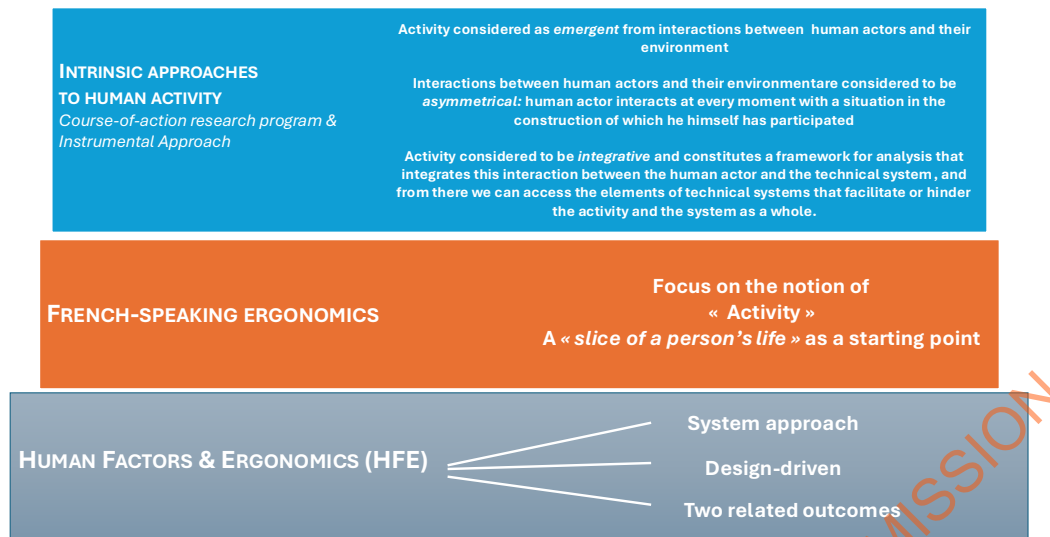 Activity considered as emergent from interactions between human actors and their
environment
INTRINSIC APPROACHES
TO HUMAN ACTIVITY
Course-of-action research program &
Instrumental Approach
Interactions between human actors and their environmentare considered to be
asymmetrical: human actor interacts at every moment with a situation in the
construction of which he himself has participated
Activity considered to be integrative and constitutes a framework for analysis that
integrates this interaction between the human actor and the technical system, and
from there we can access the elements of technical systems that facilitate or hinder
the activity and the system as a whole.
FRENCH-SPEAKING ERGONOMICS
Focus on the notion of
« Activity »
A « slice of a person's life » as a starting point
HUMAN FACTORS & ERGONOMICS (HFE)
System approach
Design-driven
Two related outcomes
MISSION